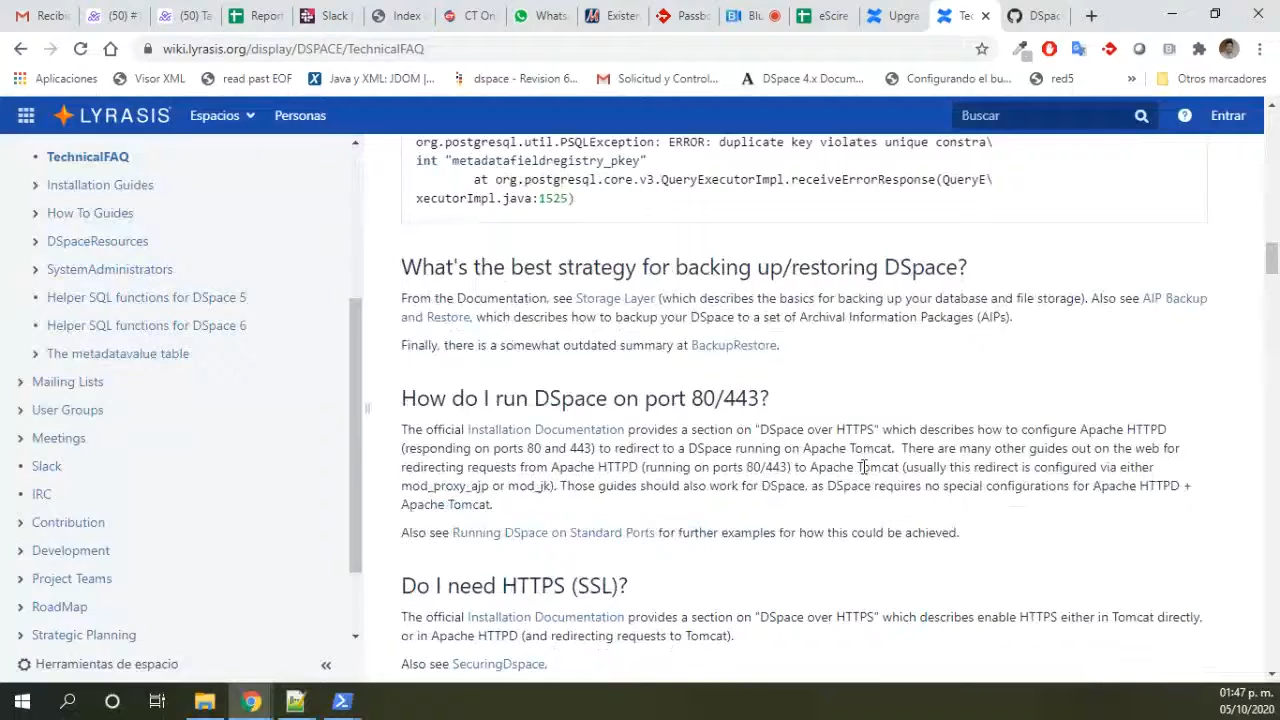 Recibi
(50) #
(50) Ta
Report
Slack |
Index
CT On
Whats
Existen
Passbo
Blu
eScire
Upgra
Tec
DSpac
wiki.lyrasis.org/display/DSPACE/TechnicalFAQ
Aplicaciones
Visor XML
read past EOF
Java y XML: JDOM |...
dspace - Revision 6...
Solicitud y Control...
DSpace 4.x Docum...
Configurando el bu...
red5
»
Otros marcadores
LYRASIS
Espacios
Personas
Buscar
Entrar
TechnicalFAQ
Installation Guides
How To Guides
DSpaceResources
SystemAdministrators
Helper SQL functions for DSpace 5
Helper SQL functions for DSpace 6
The metadatavalue table
Mailing Lists
User Groups
Meetings
Slack
IRC
Contribution
Development
Project Teams
RoadMap
Strategic Planning
Herramientas de espacio
org.postgresql.util.PSQLException: ERROR: duplicate key violates unique constra\
int "metadatafieldregistry_pkey"
at org.postgresql.core.v3.QueryExecutorImpl.receiveErrorResponse(QueryE\
xecutorImpl.java:1525)
What's the best strategy for backing up/restoring DSpace?
From the Documentation, see Storage Layer (which describes the basics for backing up your database and file storage). Also see AIP Backup
and Restore, which describes how to backup your DSpace to a set of Archival Information Packages (AIPs).
Finally, there is a somewhat outdated summary at BackupRestore.
How do I run DSpace on port 80/443?
The official Installation Documentation provides a section on "DSpace over HTTPS" which describes how to configure Apache HTTPD
(responding on ports 80 and 443) to redirect to a DSpace running on Apache Tomcat. There are many other guides out on the web for
redirecting requests from Apache HTTPD (running on ports 80/443) to Apache Tomcat (usually this redirect is configured via either
mod_proxy_ajp or mod_jk). Those guides should also work for DSpace, as DSpace requires no special configurations for Apache HTTPD +
Apache Tomcat.
Also see Running DSpace on Standard Ports for further examples for how this could be achieved.
Do I need HTTPS (SSL)?
The official Installation Documentation provides a section on "DSpace over HTTPS" which describes enable HTTPS either in Tomcat directly,
or in Apache HTTPD (and redirecting requests to Tomcat).
Also see SecuringDspace.
01:47 p. m.
05/10/2020